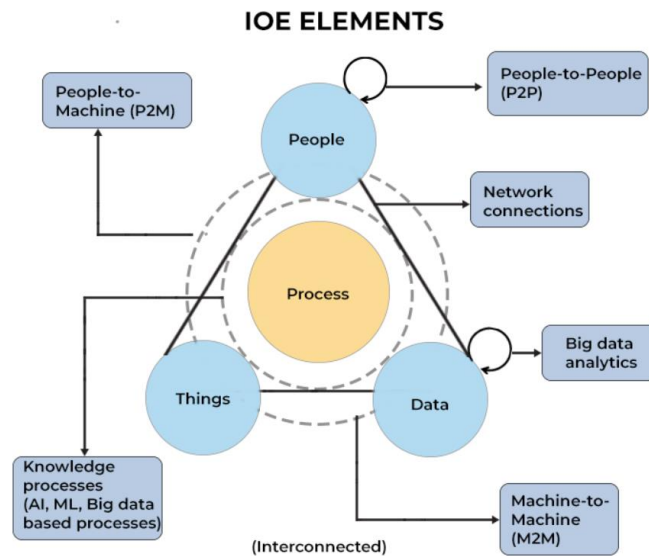 IOE ELEMENTS
People-to-
Machine (P2M)
People-to-People
(P2P)
People
Network
connections
Process
Big data
analytics
Things
Data
Knowledge
processes
(AI, ML, Big data
based processes)
Machine-to-
Machine
(M2M)
(Interconnected)